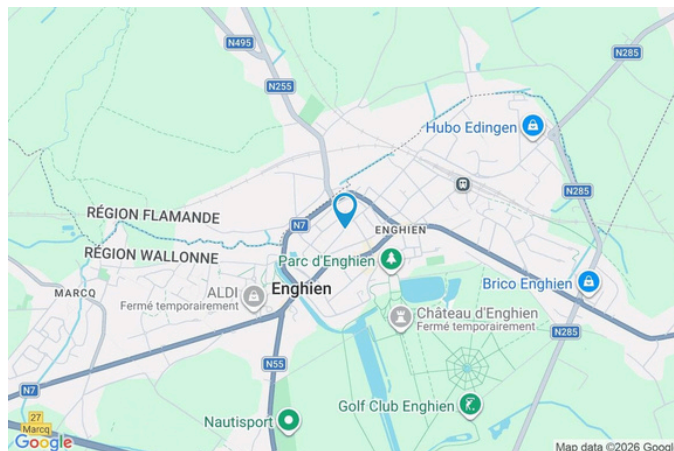 N495
N285
N255
Hubo Edingen
N285
RÉGION FLAMANDE
N7
ENGHIEN
RÉGION WALLONNE
Parc d'Enghien
MARCQ
ALDI
Fermé temporairement
Enghien
Brico Enghien
Château d'Enghien
Fermé temporairement
N285
N55
N7
Golf Club Enghien
27
Marcq
Nautisport
Google
Map data ©2026 Google